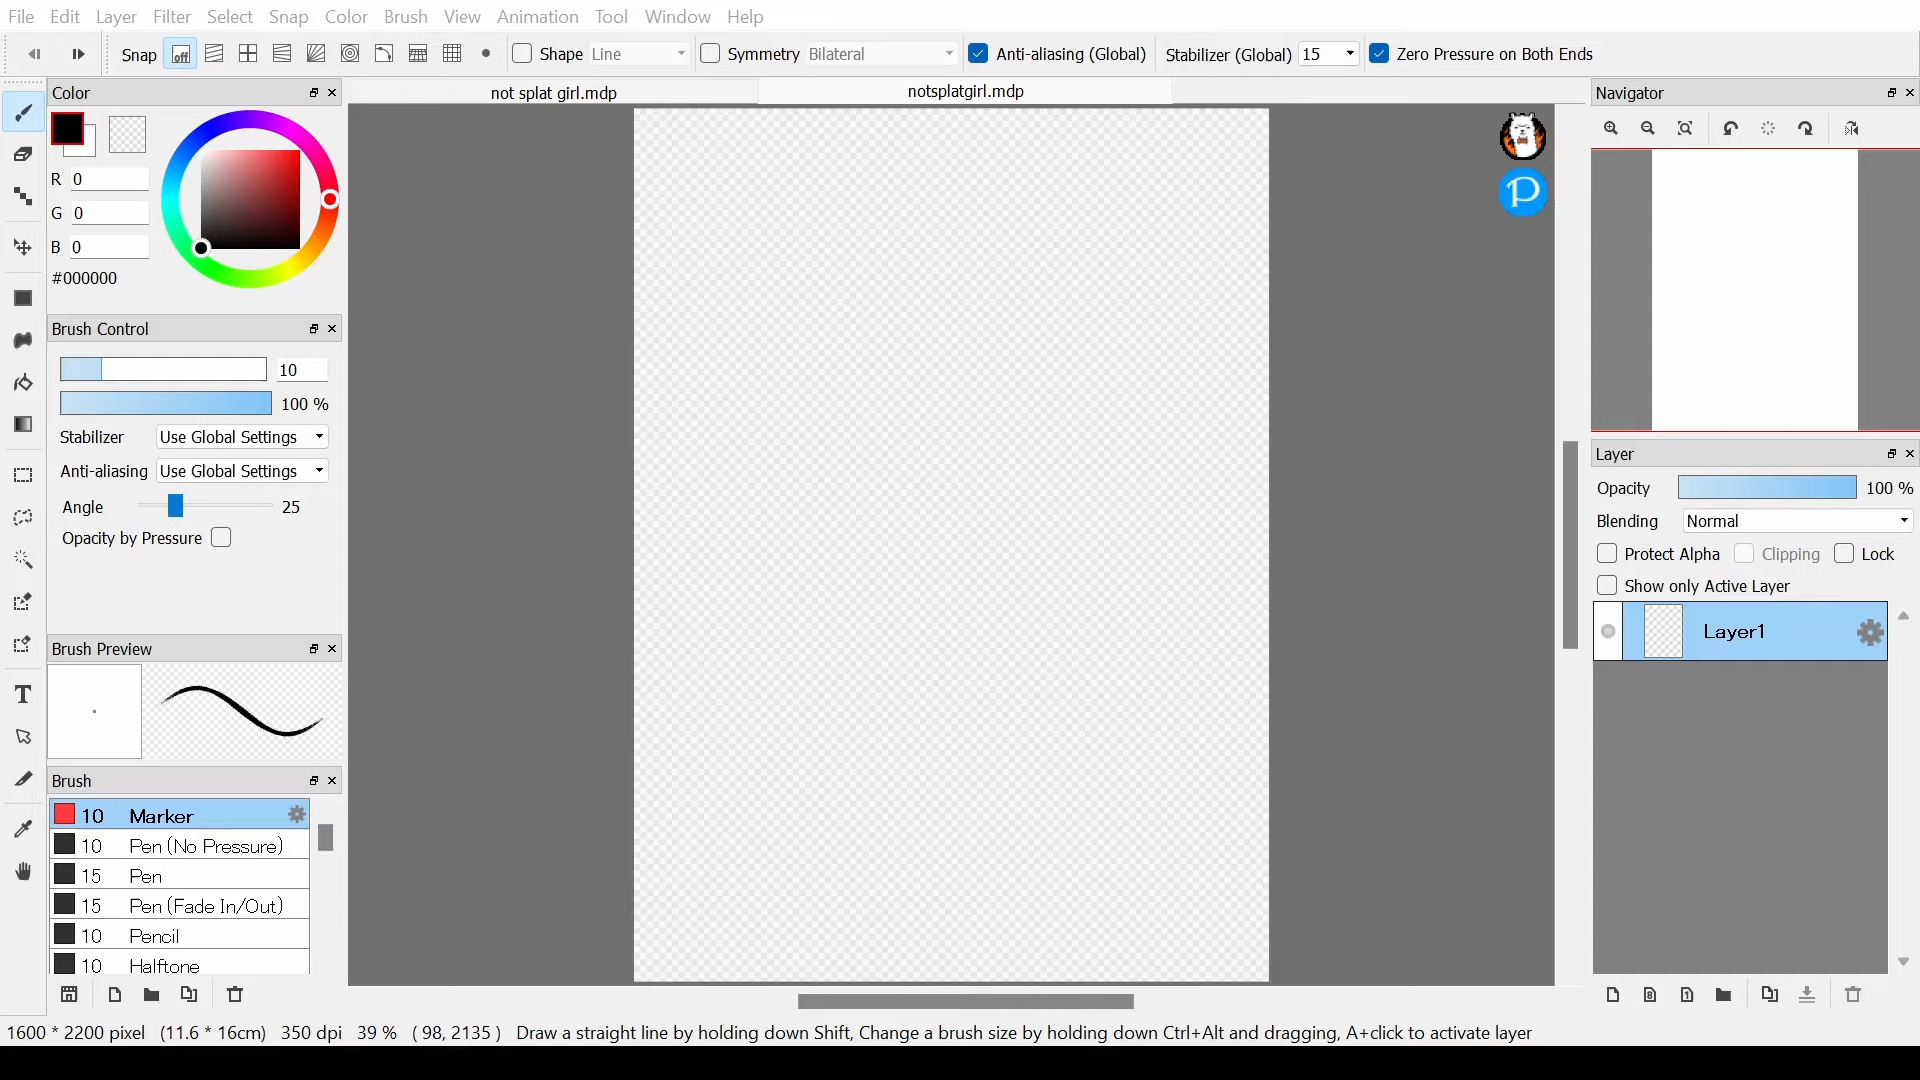 File Edit Layer Filter Select Snap Color Brush View Animation Tool Window Help
Snap off Shape Line Symmetry Bilateral Anti-aliasing (Global) Stabilizer (Global) 15 Zero Pressure on Both Ends
Color
not splat girl.mdp
notsplatgirl.mdp
Navigator
R 0
G 0
B 0
#000000
P
Brush Control
10
100 %
Stabilizer Use Global Settings
Anti-aliasing Use Global Settings
Angle 25
Opacity by Pressure
Layer
Opacity 100 %
Blending Normal
Protect Alpha Clipping Lock
Show only Active Layer
Layer1
Brush Preview
T
Brush
10 Marker
10 Pen (No Pressure)
15 Pen
15 Pen (Fade In/Out)
10 Pencil
10 Halftone
8
1
1600 * 2200 pixel (11.6 * 16cm) 350 dpi 39 % ( 98, 2135 ) Draw a straight line by holding down Shift, Change a brush size by holding down Ctrl+Alt and dragging, A+click to activate layer